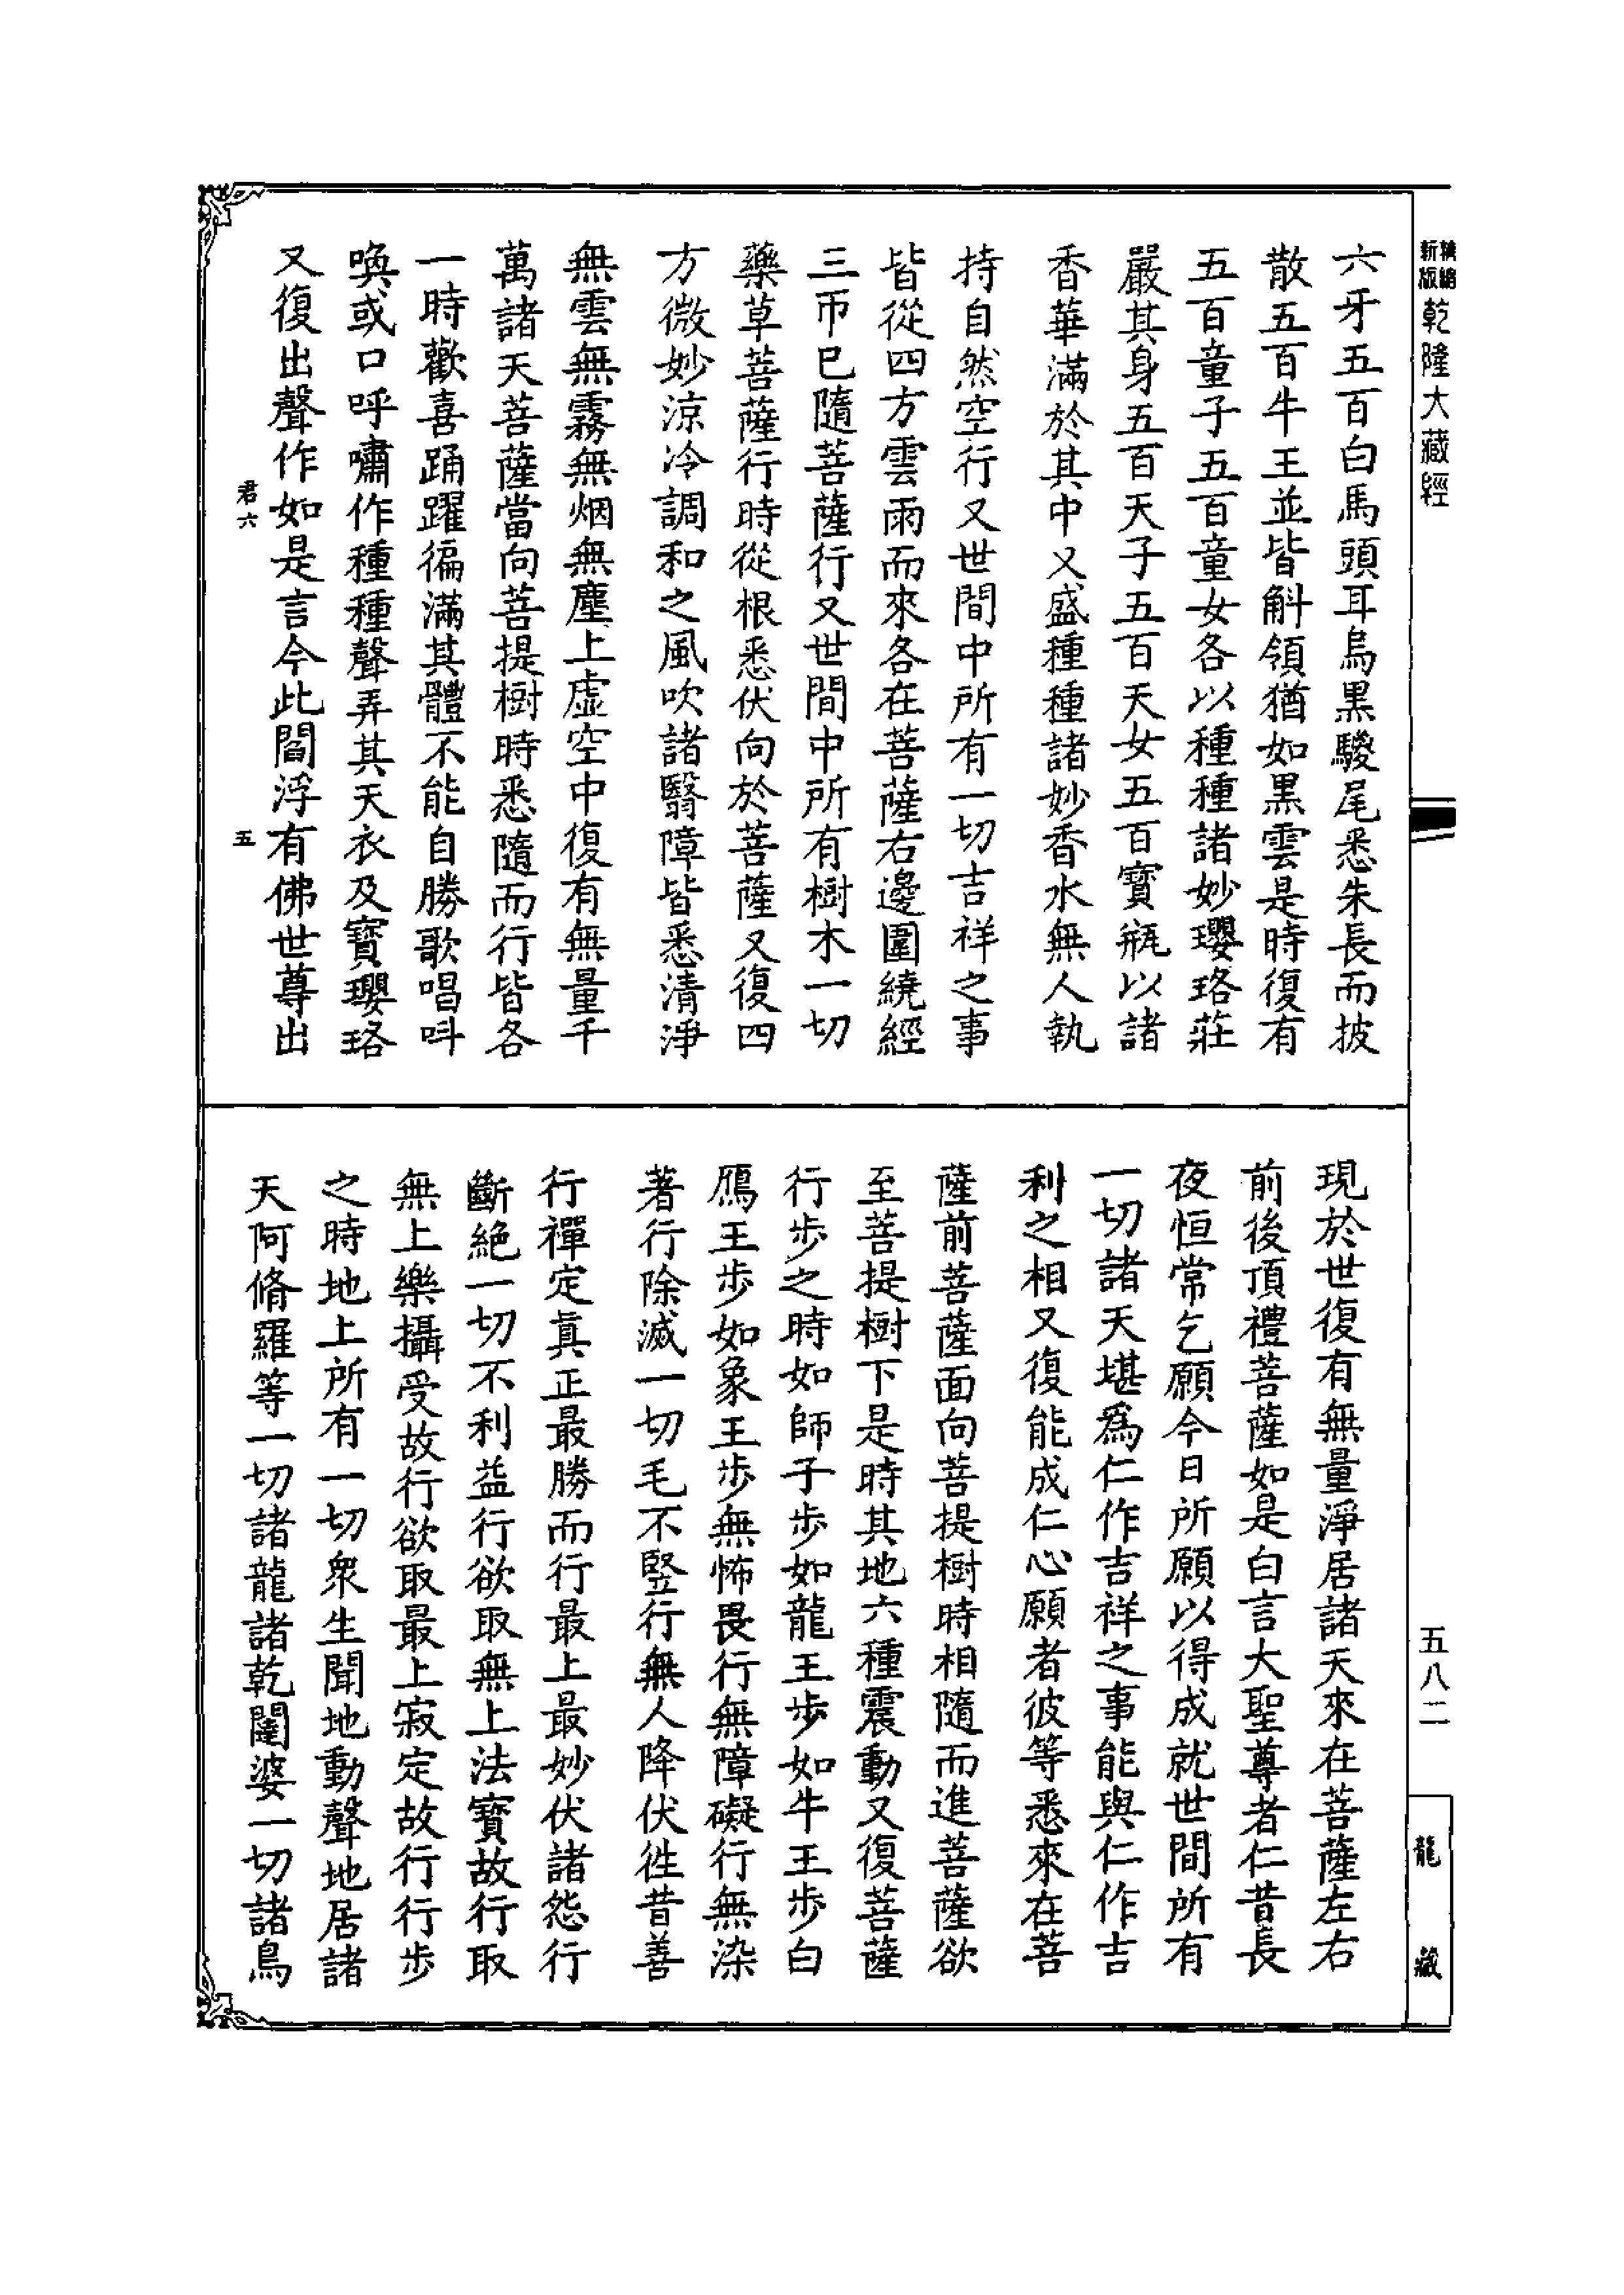 新版
乾隆大藏經
六牙五百白馬頭耳烏黒騣尾悉朱長而披
散五百牛王並皆斛領猶如黒雲是時復有
五百童子五百童女各以種種諸妙瓔珞莊
嚴其身五百天子五百天女五百寳瓶以諸
香華滿於其中又盛種種諸妙香水無人執
持自然空行又世間中所有一切吉祥之事
皆從四方雲雨而來各在菩薩右邊圍繞經
三帀已隨菩薩行又世間中所有樹木一切
藥草菩薩行時從根悉伏向於菩薩又復四
方微妙涼冷調和之風吹諸翳障皆悉清淨
無雲無霧無烟無塵上虛空中復有無量千
萬諸天菩薩當向菩提樹時悉隨而行皆各
一時歡喜踊躍徧滿其體不能自勝歌唱呌
喚或口呼嘯作種種聲弄其天衣及寳瓔珞
又復出聲作如是言今此閻浮有佛世尊出
君六
五
現於世復有無量淨居諸天來在菩薩左右
前後頂禮菩薩如是白言大聖尊者仁昔長
夜恒常乞願今日所願以得成就世間所有
一切諸天堪爲仁作吉祥之事能與仁作吉
利之相又復能成仁心願者彼等悉來在菩
薩前菩薩面向菩提樹時相隨而進菩薩欲
至菩提樹下是時其地六種震動又復菩薩
行步之時如師子步如龍王步如牛王步白
鴈王步如象王步無怖畏行無障礙行無染
著行除滅一切毛不豎行無人降伏徃昔善
行禪定真正最勝而行最上最妙伏諸怨行
斷絶一切不利益行欲取無上法寳故行取
無上樂攝受故行欲取最上寂定故行行步
之時地上所有一切衆生聞地動聲地居諸
天阿脩羅等一切諸龍諸乾闥婆一切諸鳥
五八二
龍藏